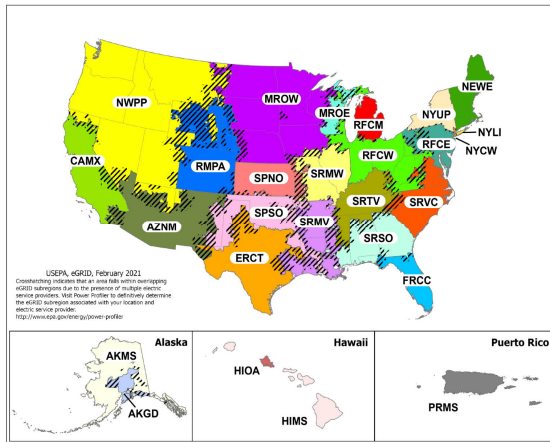 NEWE
NWPP
MROW
MROE
NYUP
RFCM
NYLI
RFCE
NYCW
CAMX
RFCW
RMPA
SPNO
SRMW
SRTV
SRVC
SPSO
SRMV
AZNM
SRSO
ERCT
FRCC
USEPA, eGRID, February 2021
Crosshatching indicates that an area falls within overlapping
eGRID subregions due to the presence of multiple electric
service providers. Visit Power Profiler to definitively determine
the eGRID subregion associated with your location and
electric service provider.
http://www.epa.gov/energy/power-profiler
Alaska
AKMS
AKGD
Hawaii
HIOA
HIMS
Puerto Rico
PRMS